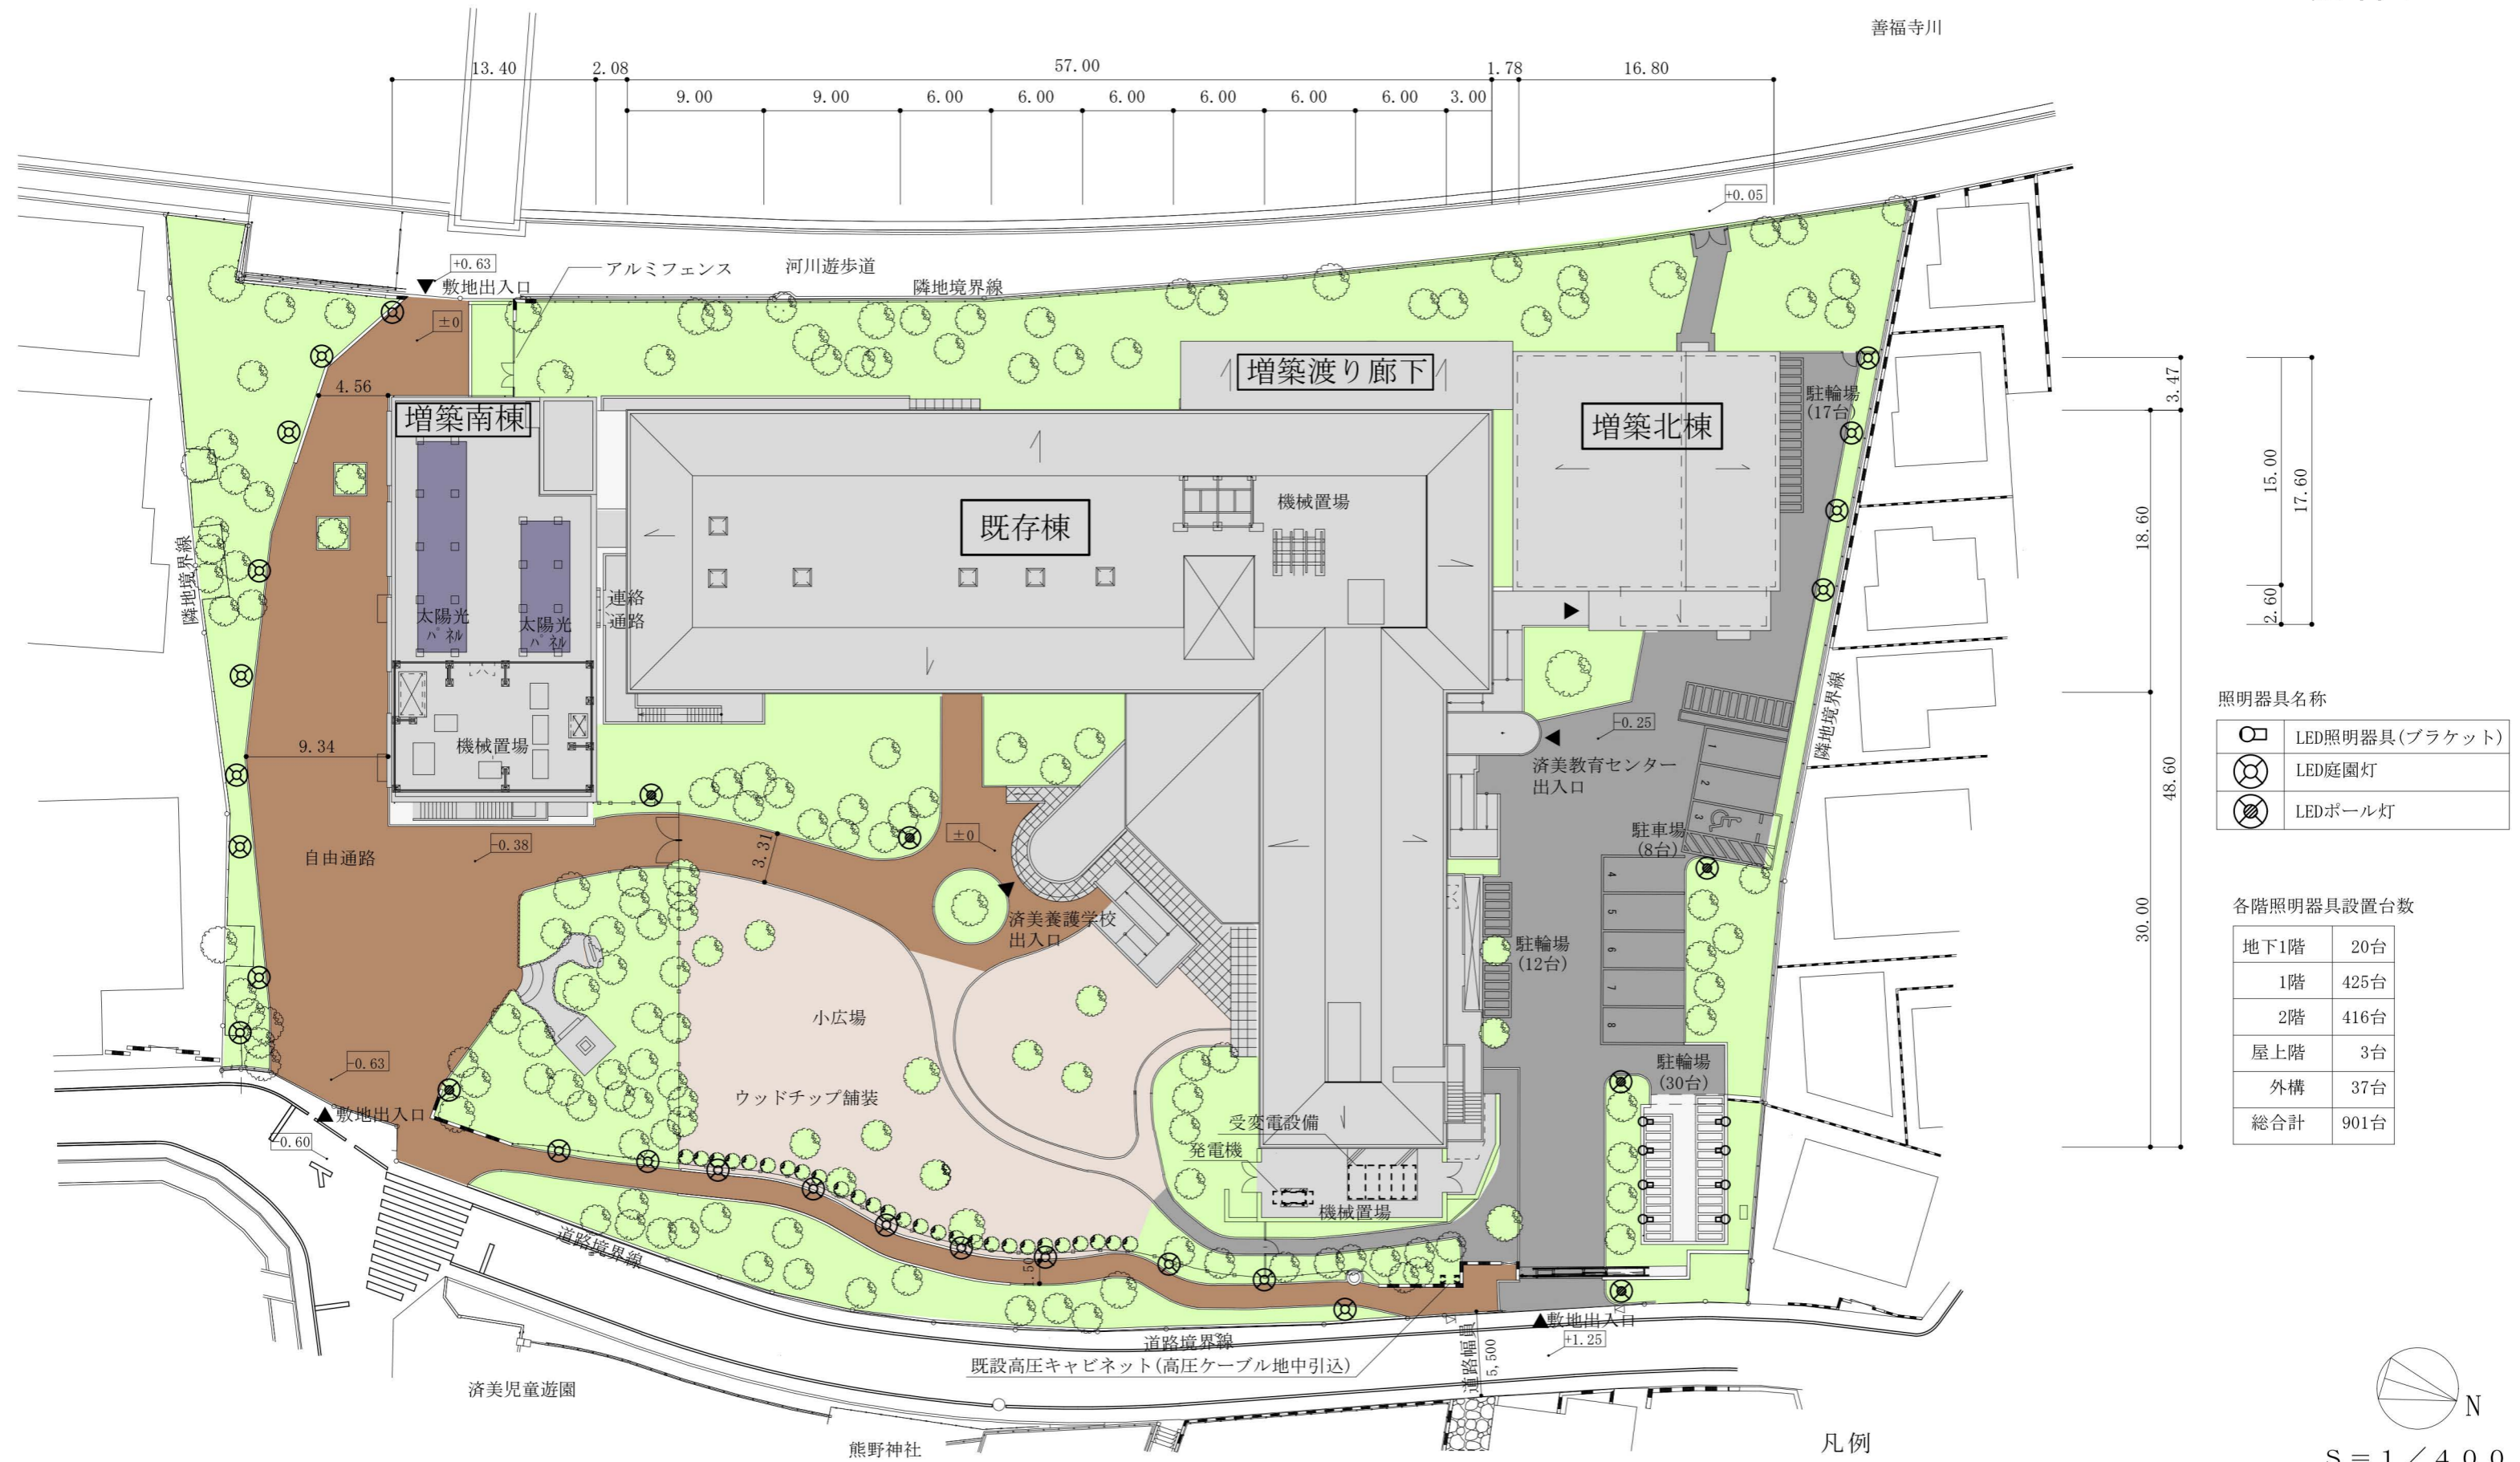 善福寺川
13.40
2.08
57.00
1.78
16.80
9.00
9.00
6.00
6.00
6.00
6.00
6.00
6.00
3.00
+0.05
+0.63
アルミフェンス
河川遊歩道
敷地出入口
隣地境界線
±0
4.56
増築南棟
増築渡り廊下
増築北棟
駐輪場
(17台)
3.47
15.00
17.60
18.60
2.60
48.60
30.00
既存棟
機械置場
隣地境界線
太陽光
パネル
太陽光
パネル
連絡
通路
9.34
機械置場
-0.25
隣地境界線
済美教育センター
出入口
1
2
3
駐車場
(8台)
4
5
6
7
8
自由通路
-0.38
3.31
±0
済美養護学校
出入口
駐輪場
(12台)
小広場
ウッドチップ舗装
駐輪場
(30台)
-0.63
敷地出入口
-0.60
受変電設備
発電機
機械置場
道路境界線
1.50
道路境界線
敷地出入口
+1.25
既設高圧キャビネット(高圧ケーブル地中引込)
道路幅員
5,500
済美児童遊園
熊野神社
照明器具名称
LED照明器具(ブラケット)
LED庭園灯
LEDポール灯
各階照明器具設置台数
地下1階 20台
1階 425台
2階 416台
屋上階 3台
外構 37台
総合計 901台
N
凡例
S=1/400